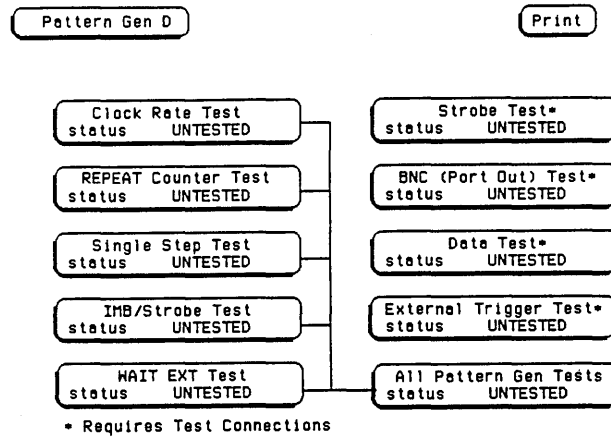 Pattern Gen D
Print
Clock Rate Test
status UNTESTED
Strobe Test*
status UNTESTED
REPEAT Counter Test
status UNTESTED
BNC (Port Out) Test*
status UNTESTED
Single Step Test
status UNTESTED
Data Test*
status UNTESTED
IMB/Strobe Test
status UNTESTED
External Trigger Test*
status UNTESTED
WAIT EXT Test
status UNTESTED
All Pattern Gen Tests
status UNTESTED
* Requires Test Connections